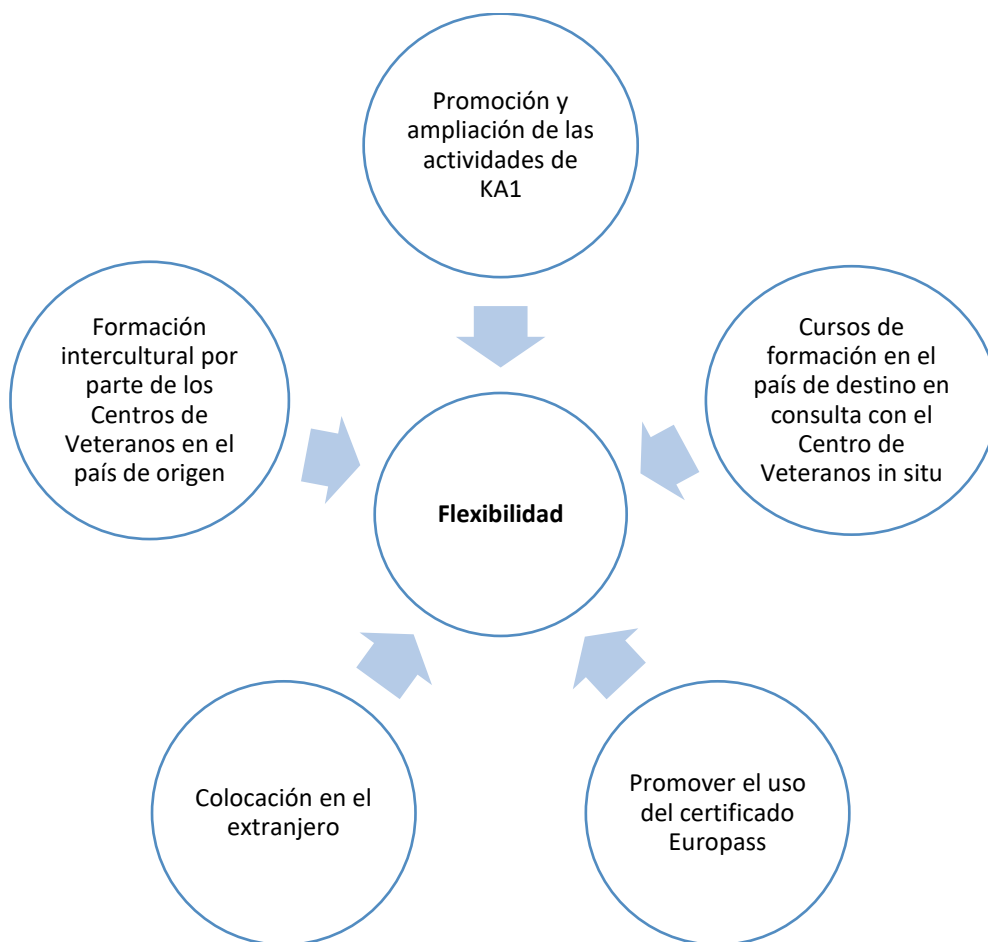 Promoción y
ampliación de las
actividades de
KA1
Formación
intercultural por
parte de los
Centros de
Veteranos en el
país de origen
Cursos de
formación en el
país de destino en
consulta con el
Centro de
Veteranos in situ
Flexibilidad
Colocación en el
extranjero
Promover el uso
del certificado
Europass